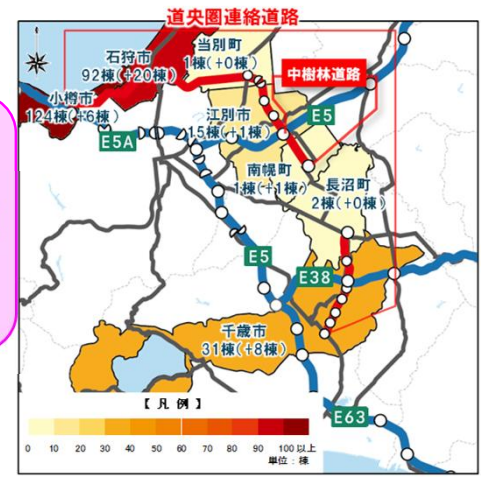 道央圏連絡道路
当別町
1棟(+0棟)
石狩市
92棟(+20棟)
中樹林道路
小樽市
124棟(+6棟)
江別市
15棟(+1棟)
E5
E5A
南幌町
1棟(+1棟)
長沼町
2棟(+0棟)
E5
E38
千歳市
31棟(+8棟)
【凡例】
E63
0 10 20 30 40 50 60 70 80 90 100以上
単位:棟